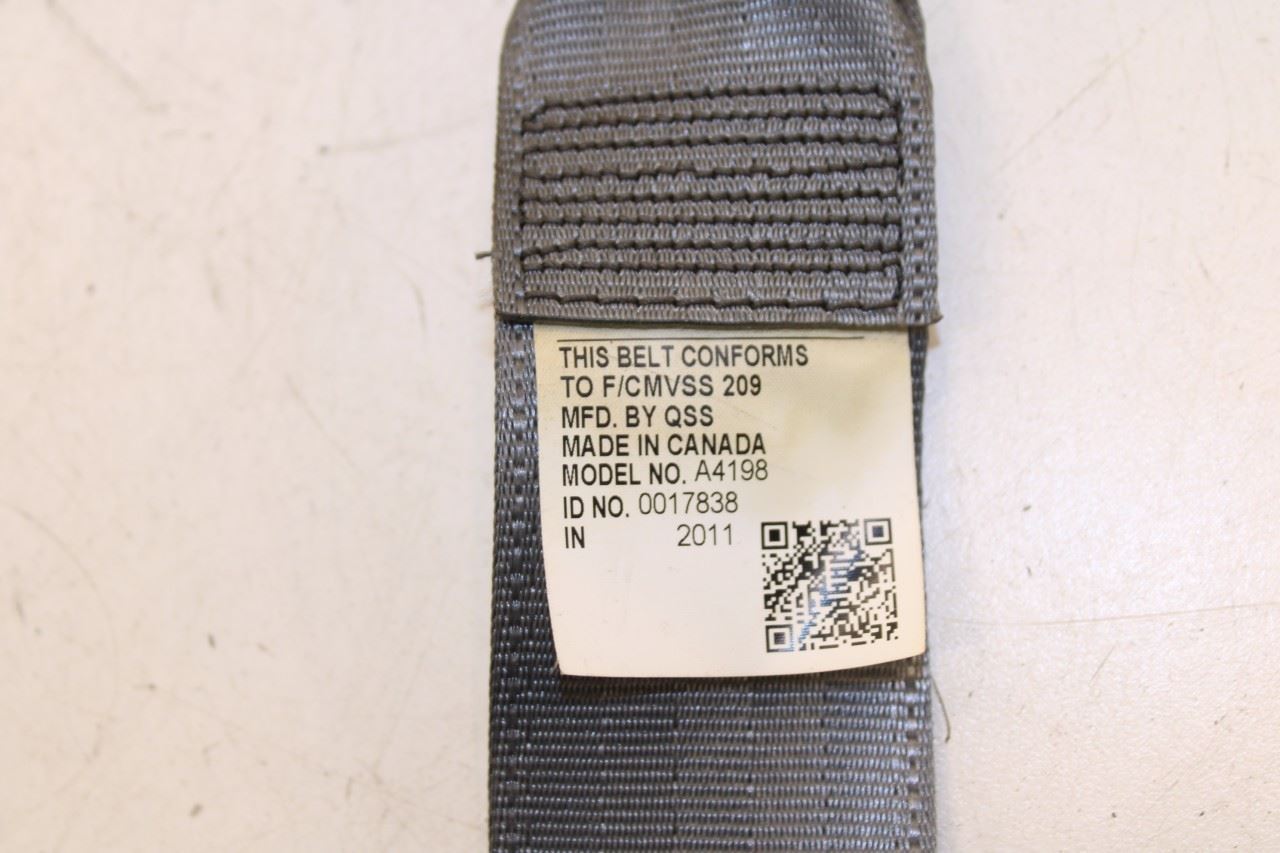 THIS BELT CONFORMS
TO F/CMVSS 209
MFD. BY QSS
MADE IN CANADA
MODEL NO. A4198
ID NO. 0017838
IN 2011